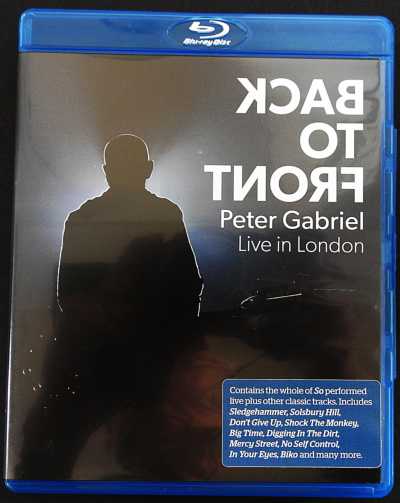 Blu-ray Disc
BACK
TO
FRONT
Peter Gabriel
Live in London
Contains the whole of So performed
live plus other classic tracks. Includes
Sledgehammer, Solsbury Hill,
Don't Give Up, Shock The Monkey,
Big Time, Digging In The Dirt,
Mercy Street, No Self Control,
In Your Eyes, Biko and many more.